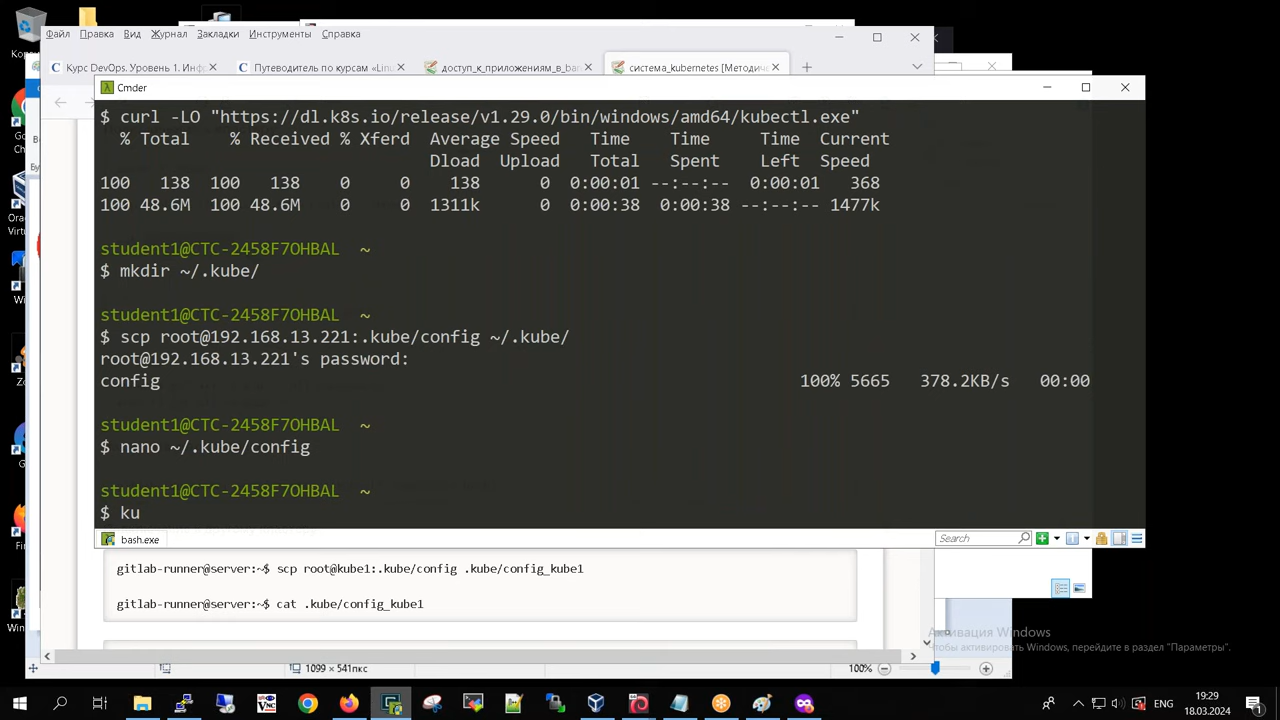 Файл Правка Вид Журнал Закладки Инструменты Справка
Курс DevOps. Уровень 1. Инфр
Путеводитель по курсам «Linu
доступ_к_приложениям_в_bar
система_kubernetes [Методиче
Cmder
$ curl -LO "https://dl.k8s.io/release/v1.29.0/bin/windows/amd64/kubectl.exe"
% Total % Received % Xferd Average Speed Time Time Time Current
Dload Upload Total Spent Left Speed
100 138 100 138 0 0 138 0 0:00:01 --:--:-- 0:00:01 368
100 48.6M 100 48.6M 0 0 1311k 0 0:00:38 0:00:38 --:--:-- 1477k
student1@CTC-2458F7OHBAL ~
$ mkdir ~/.kube/
student1@CTC-2458F7OHBAL ~
$ scp root@192.168.13.221:.kube/config ~/.kube/
root@192.168.13.221's password:
config 100% 5665 378.2KB/s 00:00
student1@CTC-2458F7OHBAL ~
$ nano ~/.kube/config
student1@CTC-2458F7OHBAL ~
$ ku
bash.exe
Search
gitlab-runner@server:~$ scp root@kube1:.kube/config .kube/config_kube1
gitlab-runner@server:~$ cat .kube/config_kube1
Активация Windows
Чтобы активировать Windows, перейдите в раздел "Параметры".
1099 × 541пкс
100%
ENG
19:29
18.03.2024